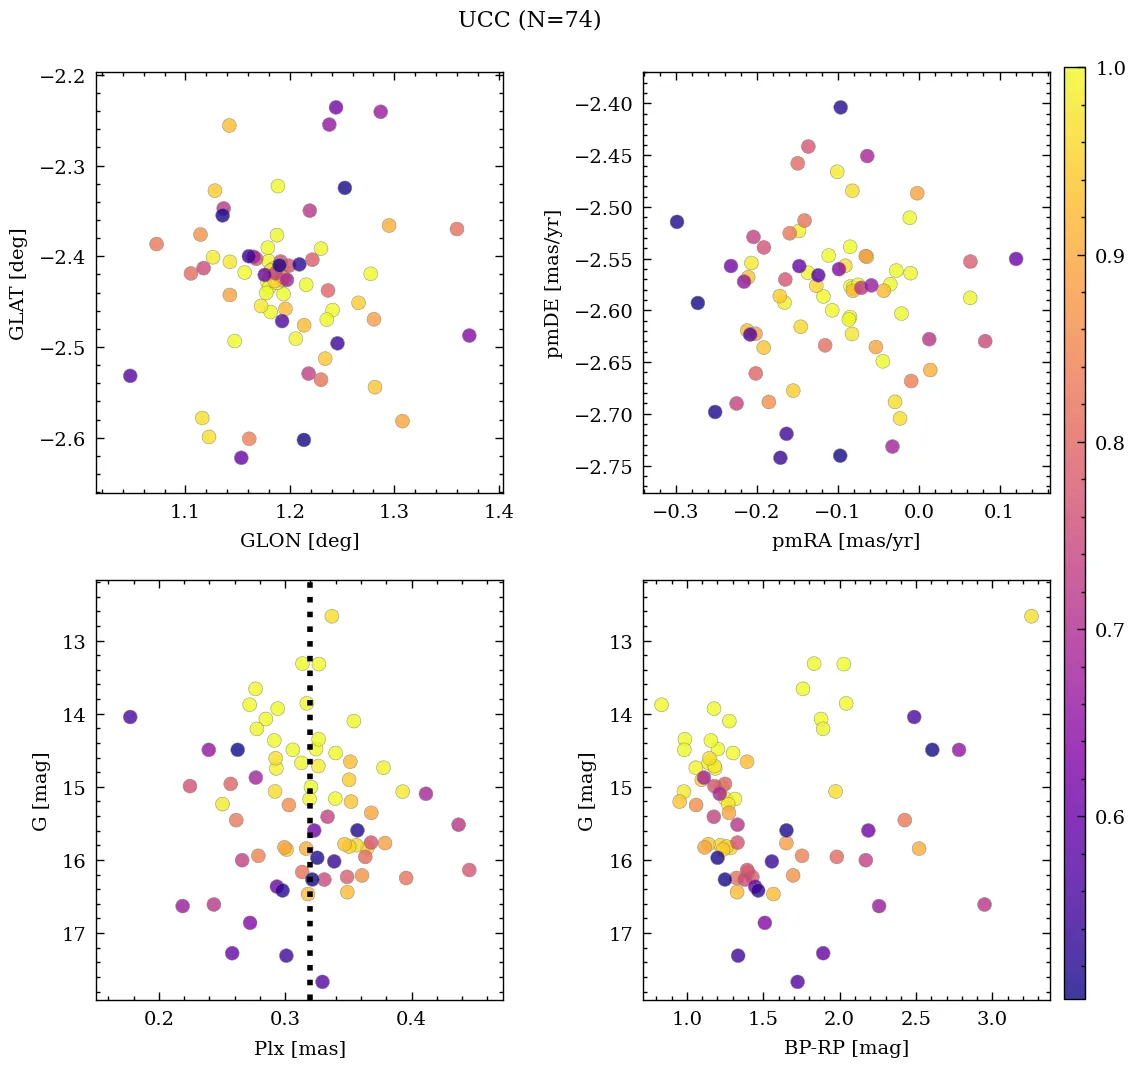 UCC (N=74)
−2.2
−2.3
−2.4
−2.5
−2.6
GLAT [deg]
1.1 1.2 1.3 1.4
GLON [deg]
−2.40
−2.45
−2.50
−2.55
−2.60
−2.65
−2.70
−2.75
pmDE [mas/yr]
−0.3 −0.2 −0.1 0.0 0.1
pmRA [mas/yr]
13
14
15
16
17
G [mag]
0.2 0.3 0.4
Plx [mas]
13
14
15
16
17
G [mag]
1.0 1.5 2.0 2.5 3.0
BP-RP [mag]
1.0
0.9
0.8
0.7
0.6